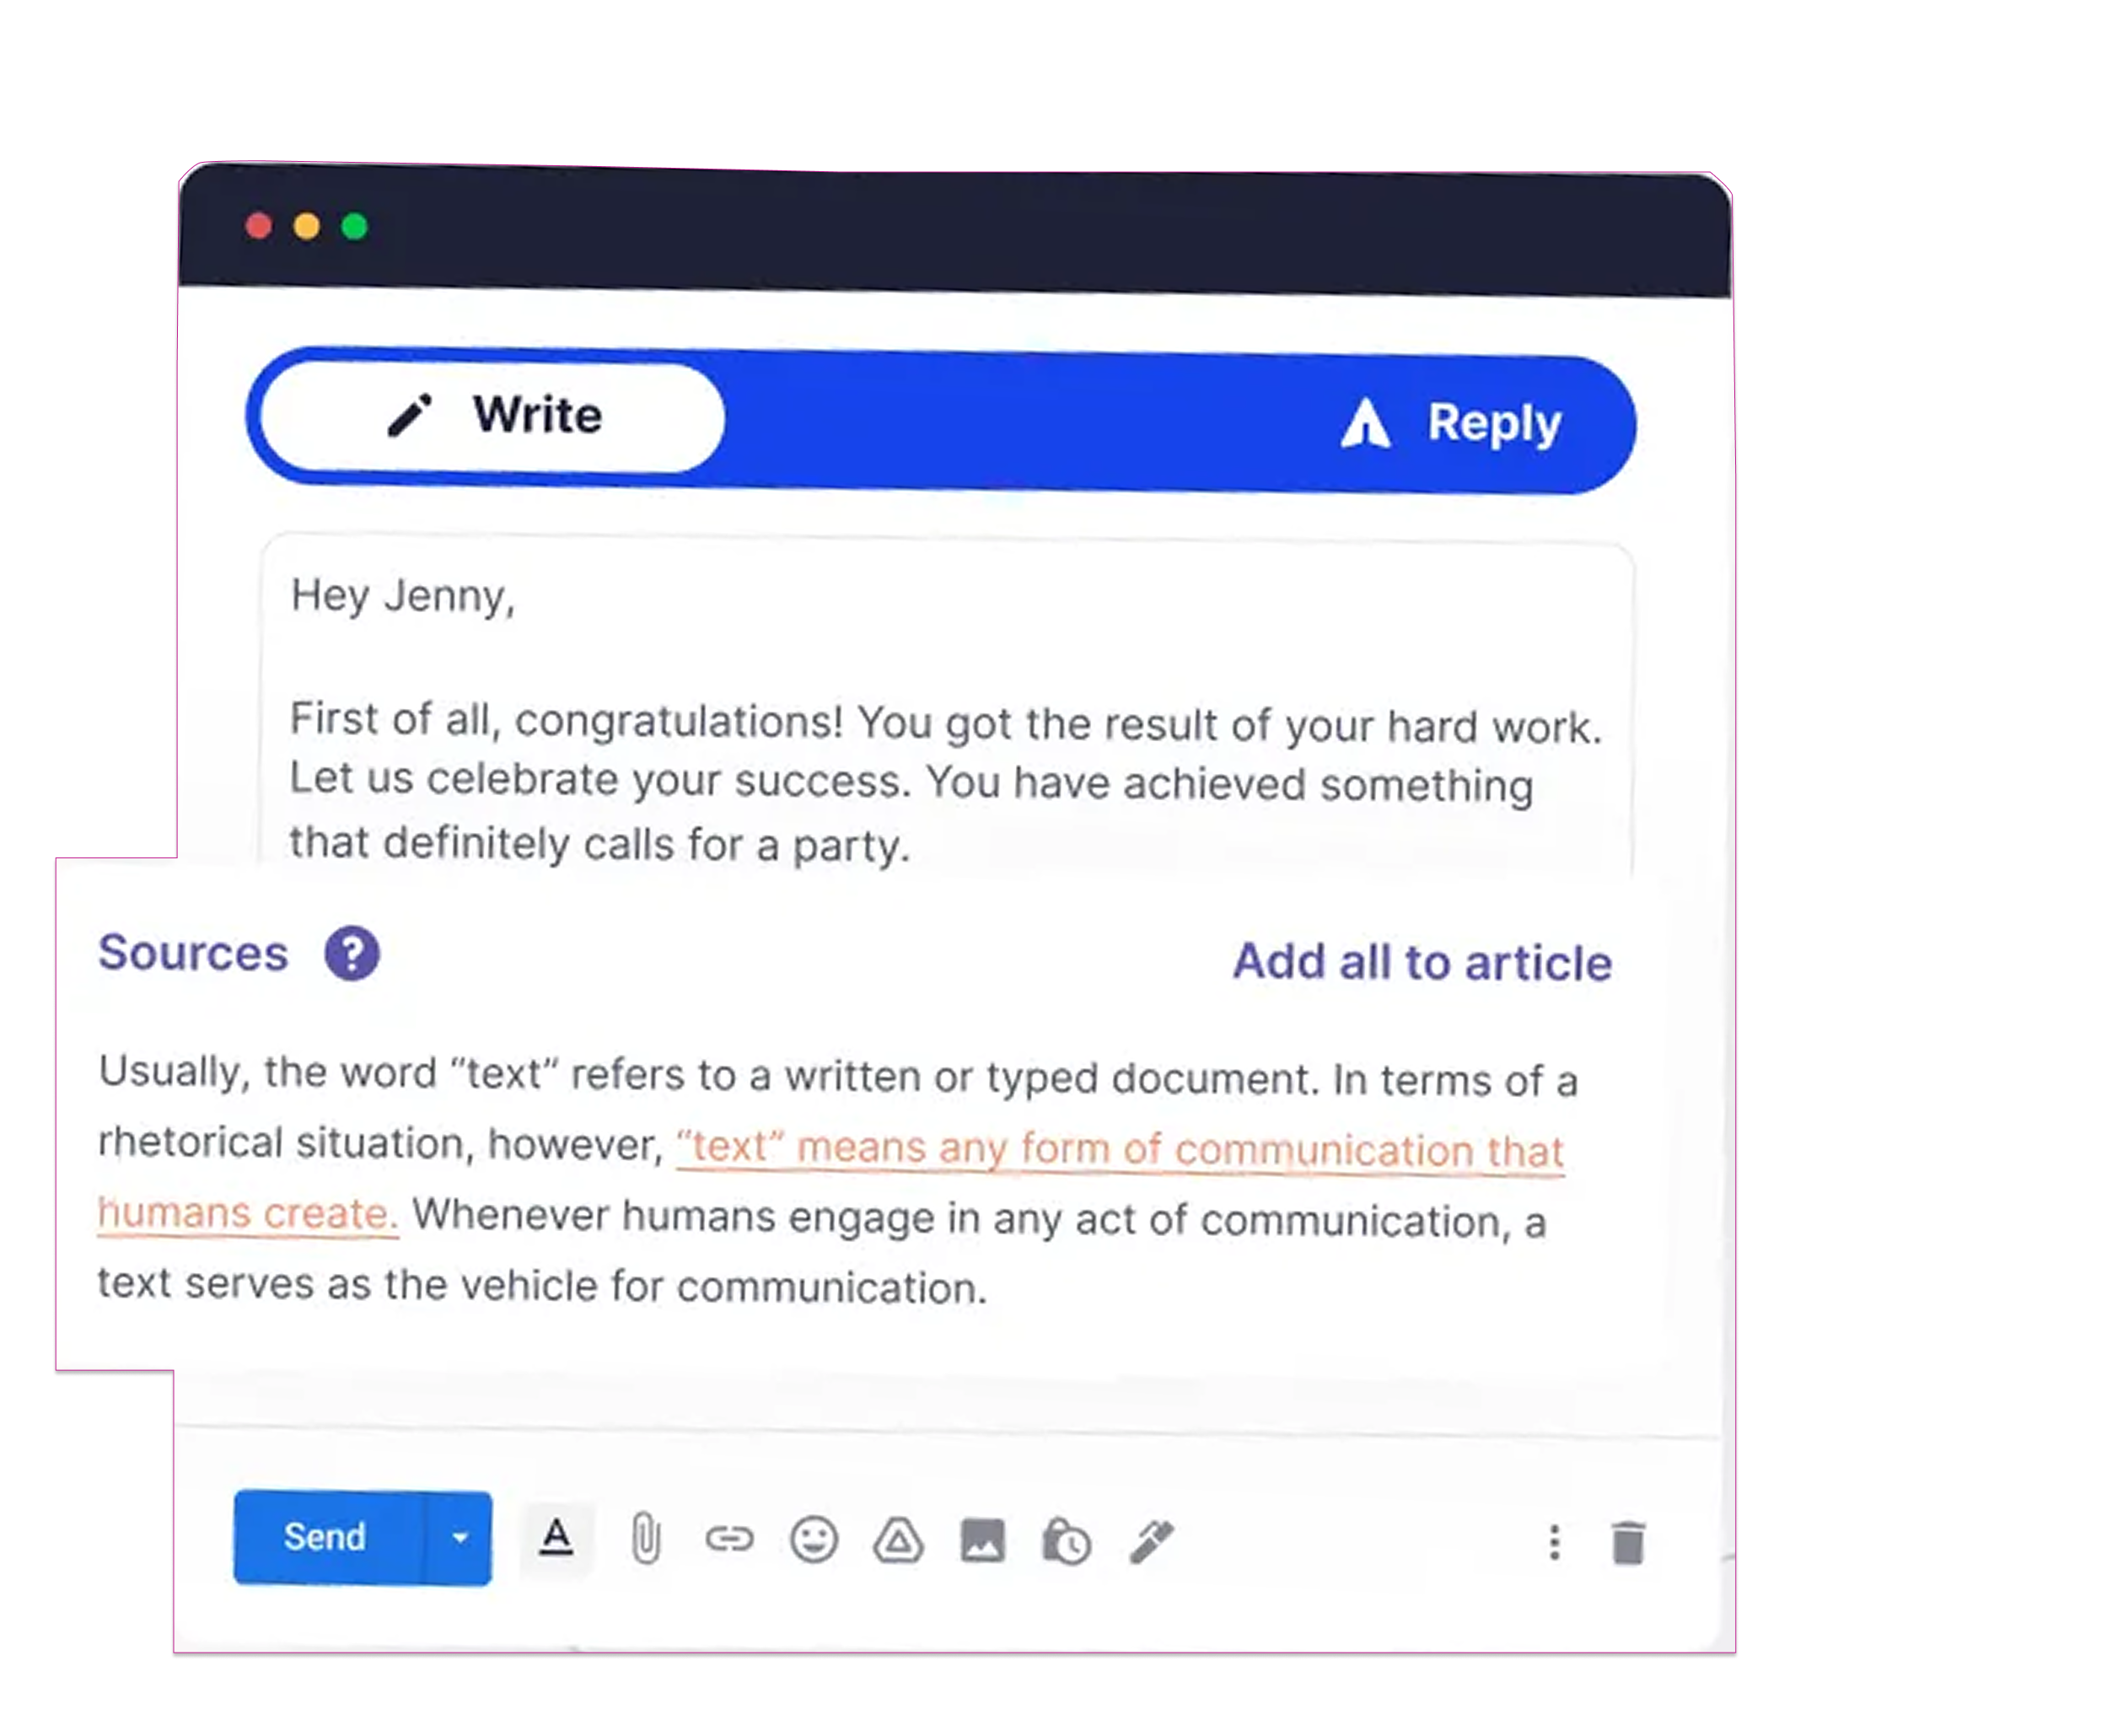 Write
Reply
Hey Jenny,
First of all, congratulations! You got the result of your hard work.
Let us celebrate your success. You have achieved something
that definitely calls for a party.
Sources ?
Add all to article
Usually, the word “text” refers to a written or typed document. In terms of a
rhetorical situation, however, “text” means any form of communication that
humans create. Whenever humans engage in any act of communication, a
text serves as the vehicle for communication.
Send
A